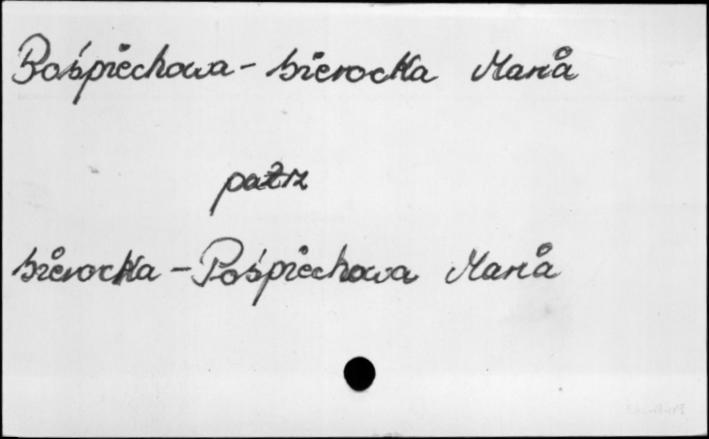 Pośpiechowa - Sierocka Maria
patrz
Sierocka - Pośpiechowa Maria